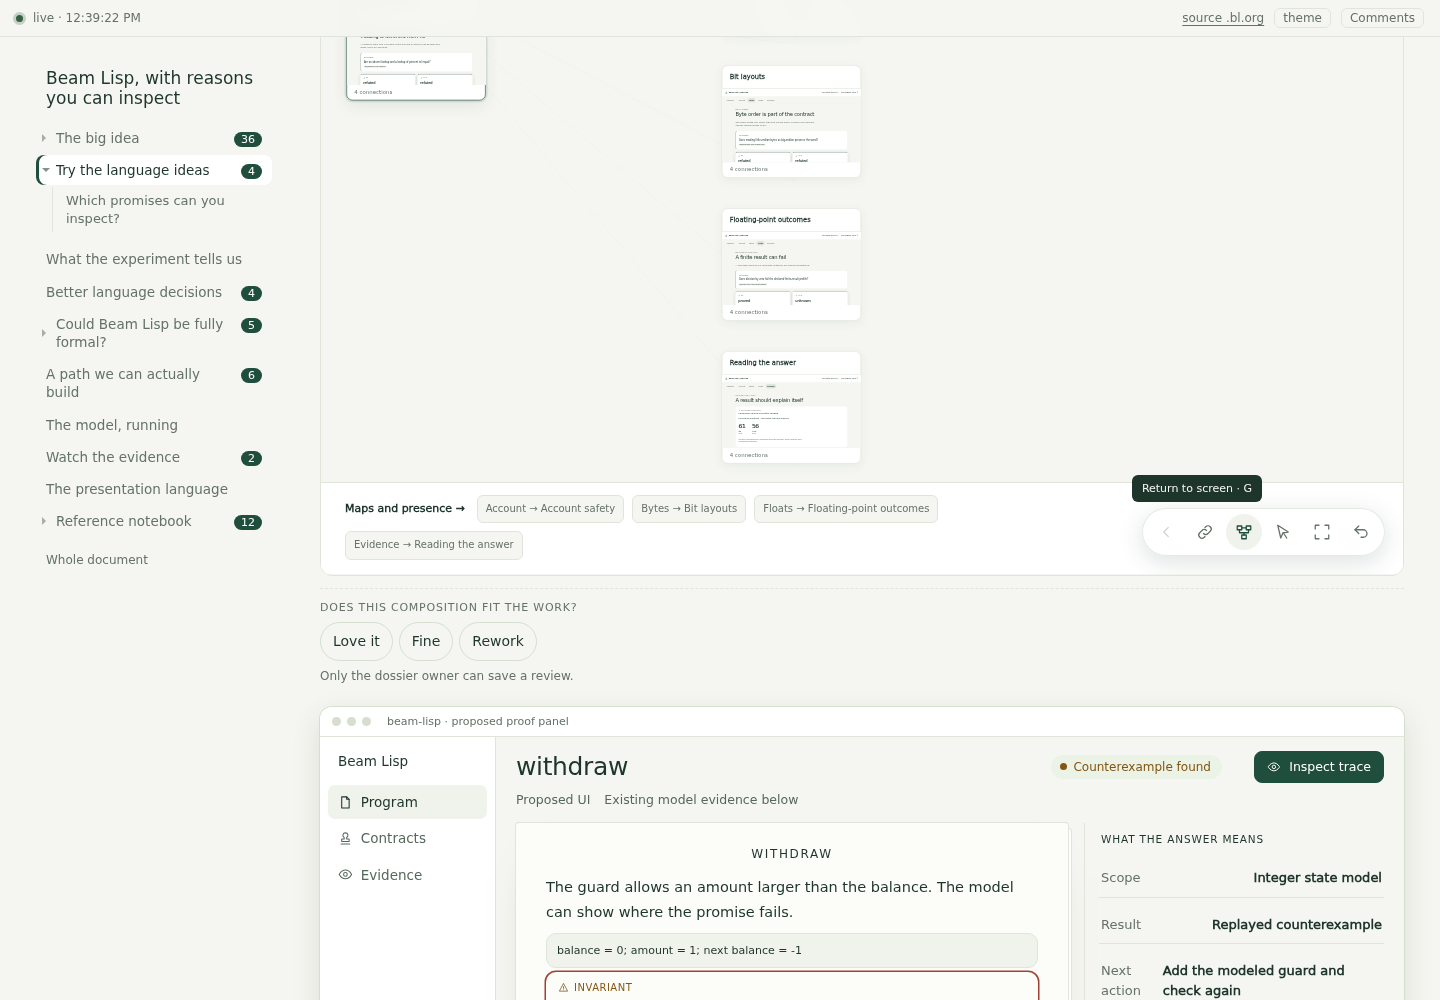 live · 12:39:22 PM
source .bl.org
theme
Comments
Beam Lisp, with reasons
you can inspect
The big idea 36
Try the language ideas 4
Which promises can you
inspect?
What the experiment tells us
Better language decisions 4
Could Beam Lisp be fully 5
formal?
A path we can actually 6
build
The model, running
Watch the evidence 2
The presentation language
Reference notebook 12
Whole document
refuted refuted
4 connections
Bit layouts
Byte order is part of the contract
refuted refuted
4 connections
Floating-point outcomes
A finite result can fail
proved unknown
4 connections
Reading the answer
A result should explain itself
61 56
4 connections
Return to screen · G
Maps and presence → Account → Account safety Bytes → Bit layouts Floats → Floating-point outcomes
Evidence → Reading the answer
DOES THIS COMPOSITION FIT THE WORK?
Love it Fine Rework
Only the dossier owner can save a review.
beam-lisp · proposed proof panel
Beam Lisp
Program
Contracts
Evidence
withdraw
Counterexample found
Inspect trace
Proposed UI Existing model evidence below
WITHDRAW
The guard allows an amount larger than the balance. The model
can show where the promise fails.
balance = 0; amount = 1; next balance = -1
INVARIANT
WHAT THE ANSWER MEANS
Scope Integer state model
Result Replayed counterexample
Next Add the modeled guard and
action check again